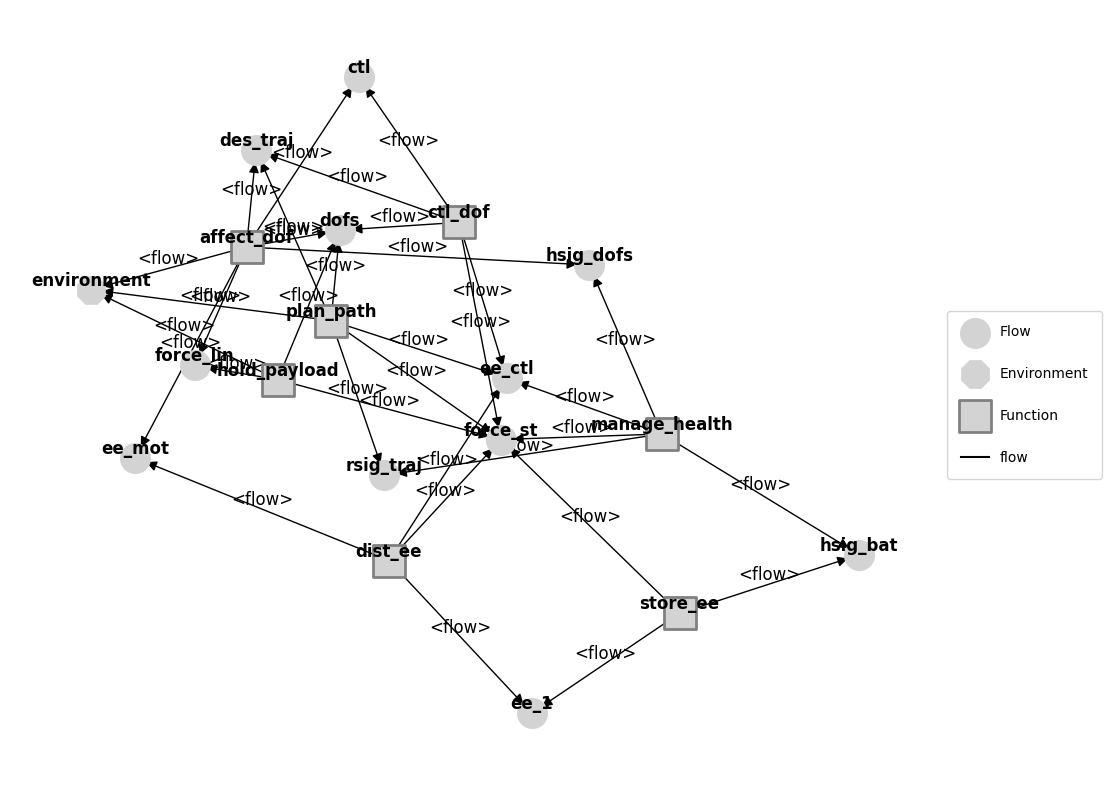 ctl
des_traj
<flow>
<flow>
<flow>
<flow>
ctl_dof
<flow>
dofs
<flow>
affect_dof
<flow>
<flow>
hsig_dofs
<flow>
<flow>
environment
<flow>
<flow>
<flow>
<flow>
plan_path
<flow>
<flow>
<flow>
<flow>
<flow>
force_lin
<flow>
hold_payload
<flow>
ee_ctl
<flow>
<flow>
<flow>
manage_health
force_st
<flow>
ee_mot
<flow>
rsig_traj
<flow>
<flow>
<flow>
<flow>
hsig_bat
dist_ee
<flow>
store_ee
<flow>
<flow>
ee_1
Flow
Environment
Function
flow